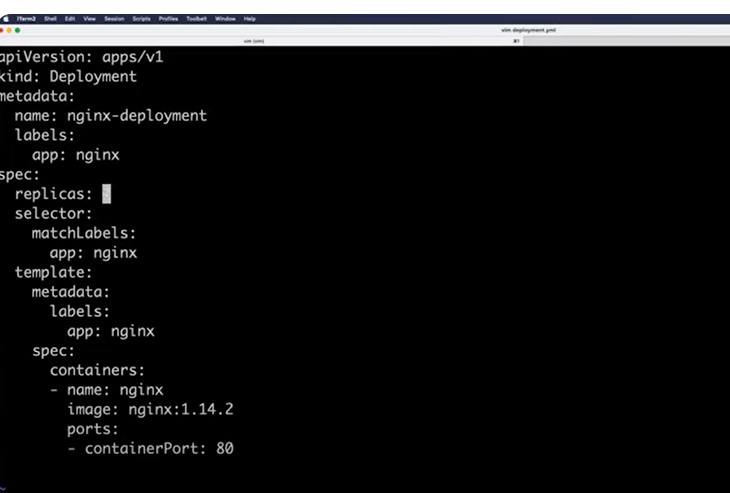 iTerm2 Shell Edit View Session Scripts Profiles Toolbelt Window Help
vim deployment.yml
vim (vim)
⌘1
apiVersion: apps/v1
kind: Deployment
metadata:
name: nginx-deployment
labels:
app: nginx
spec:
replicas:
selector:
matchLabels:
app: nginx
template:
metadata:
labels:
app: nginx
spec:
containers:
- name: nginx
image: nginx:1.14.2
ports:
- containerPort: 80
~